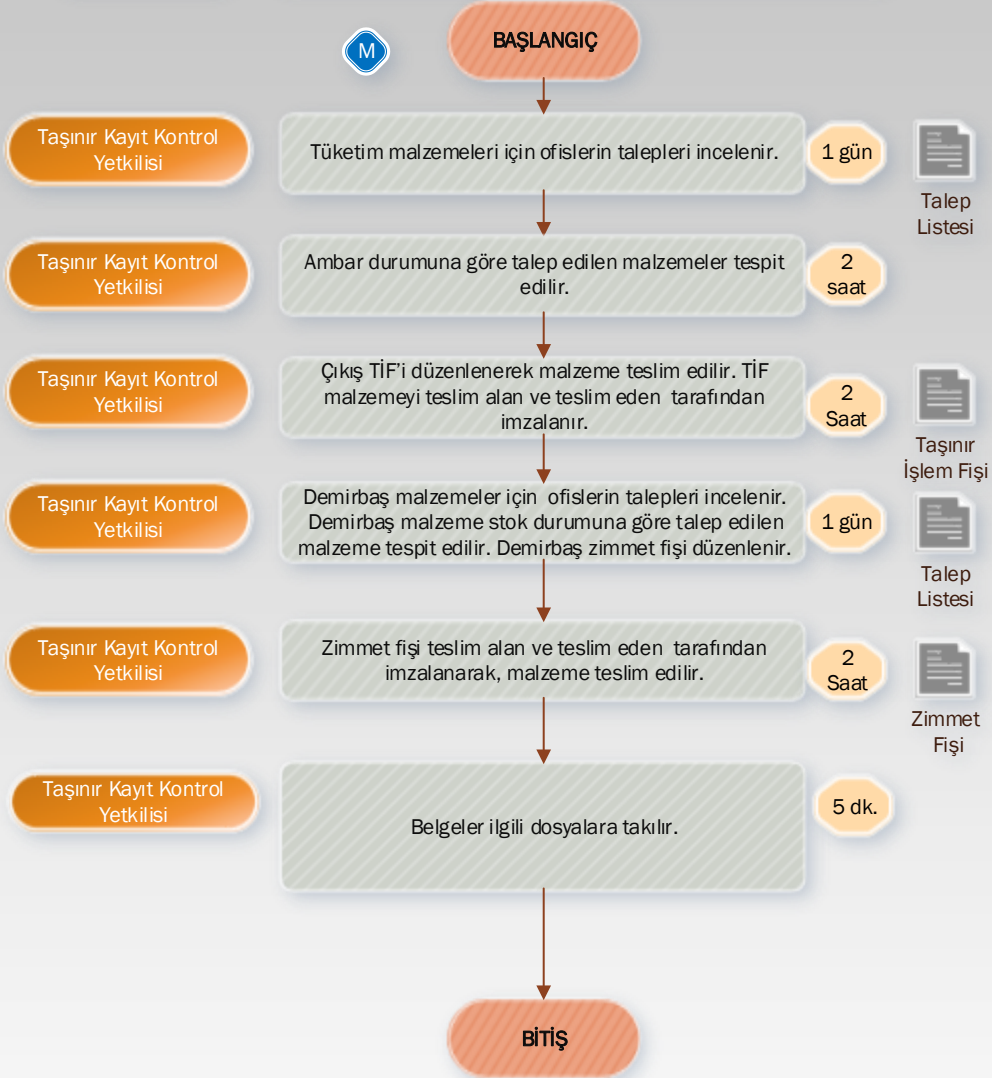 M
BAŞLANGIÇ
Taşınır Kayıt Kontrol
Yetkilisi
Tüketim malzemeleri için ofislerin talepleri incelenir.
1 gün
Talep
Listesi
Taşınır Kayıt Kontrol
Yetkilisi
Ambar durumuna göre talep edilen malzemeler tespit
edilir.
2
saat
Taşınır Kayıt Kontrol
Yetkilisi
Çıkış TİF'i düzenlenerek malzeme teslim edilir. TİF
malzemeyi teslim alan ve teslim eden tarafından
imzalanır.
2
Saat
Taşınır
İşlem Fişi
Taşınır Kayıt Kontrol
Yetkilisi
Demirbaş malzemeler için ofislerin talepleri incelenir.
Demirbaş malzeme stok durumuna göre talep edilen
malzeme tespit edilir. Demirbaş zimmet fişi düzenlenir.
1 gün
Talep
Listesi
Taşınır Kayıt Kontrol
Yetkilisi
Zimmet fişi teslim alan ve teslim eden tarafından
imzalanarak, malzeme teslim edilir.
2
Saat
Zimmet
Fişi
Taşınır Kayıt Kontrol
Yetkilisi
Belgeler ilgili dosyalara takılır.
5 dk.
BİTİŞ